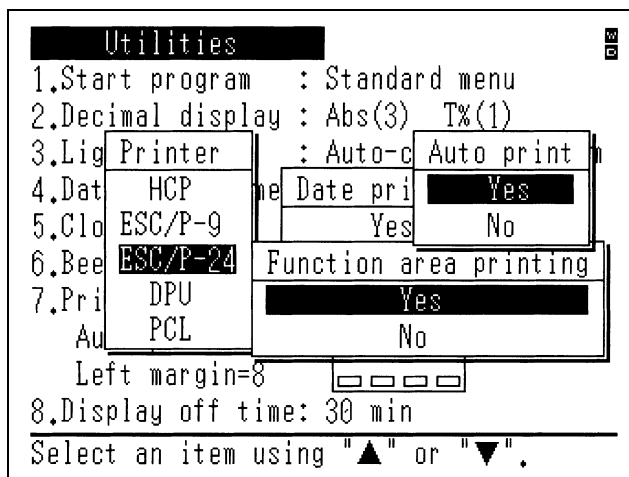 Utilities
W
D
1.Start program : Standard menu
2.Decimal display : Abs(3) T%(1)
3.Lig
Printer
: Auto-c
Auto print
4.Dat
HCP
Date pri
Yes
5.Clo
ESC/P-9
Yes
No
6.Bee
ESC/P-24
Function area printing
7.Pri
DPU
Yes
Au
PCL
No
Left margin=8
8.Display off time: 30 min
Select an item using "▲" or "▼".